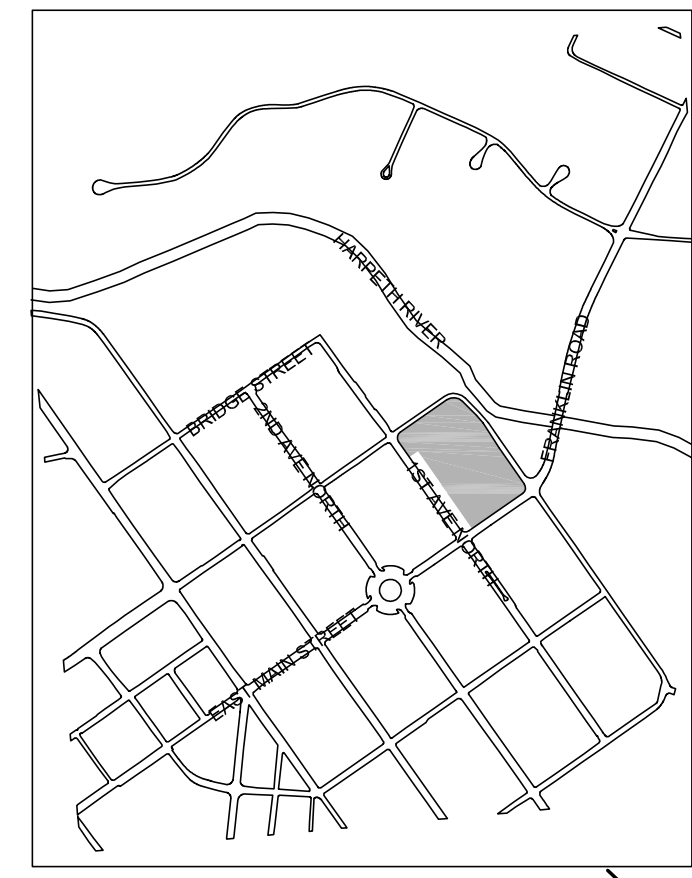 HARPETH RIVER
FRANKLIN ROAD
BRIDGE STREET
2ND AVE NORTH
1ST AVE NORTH
EAST MAIN STREET